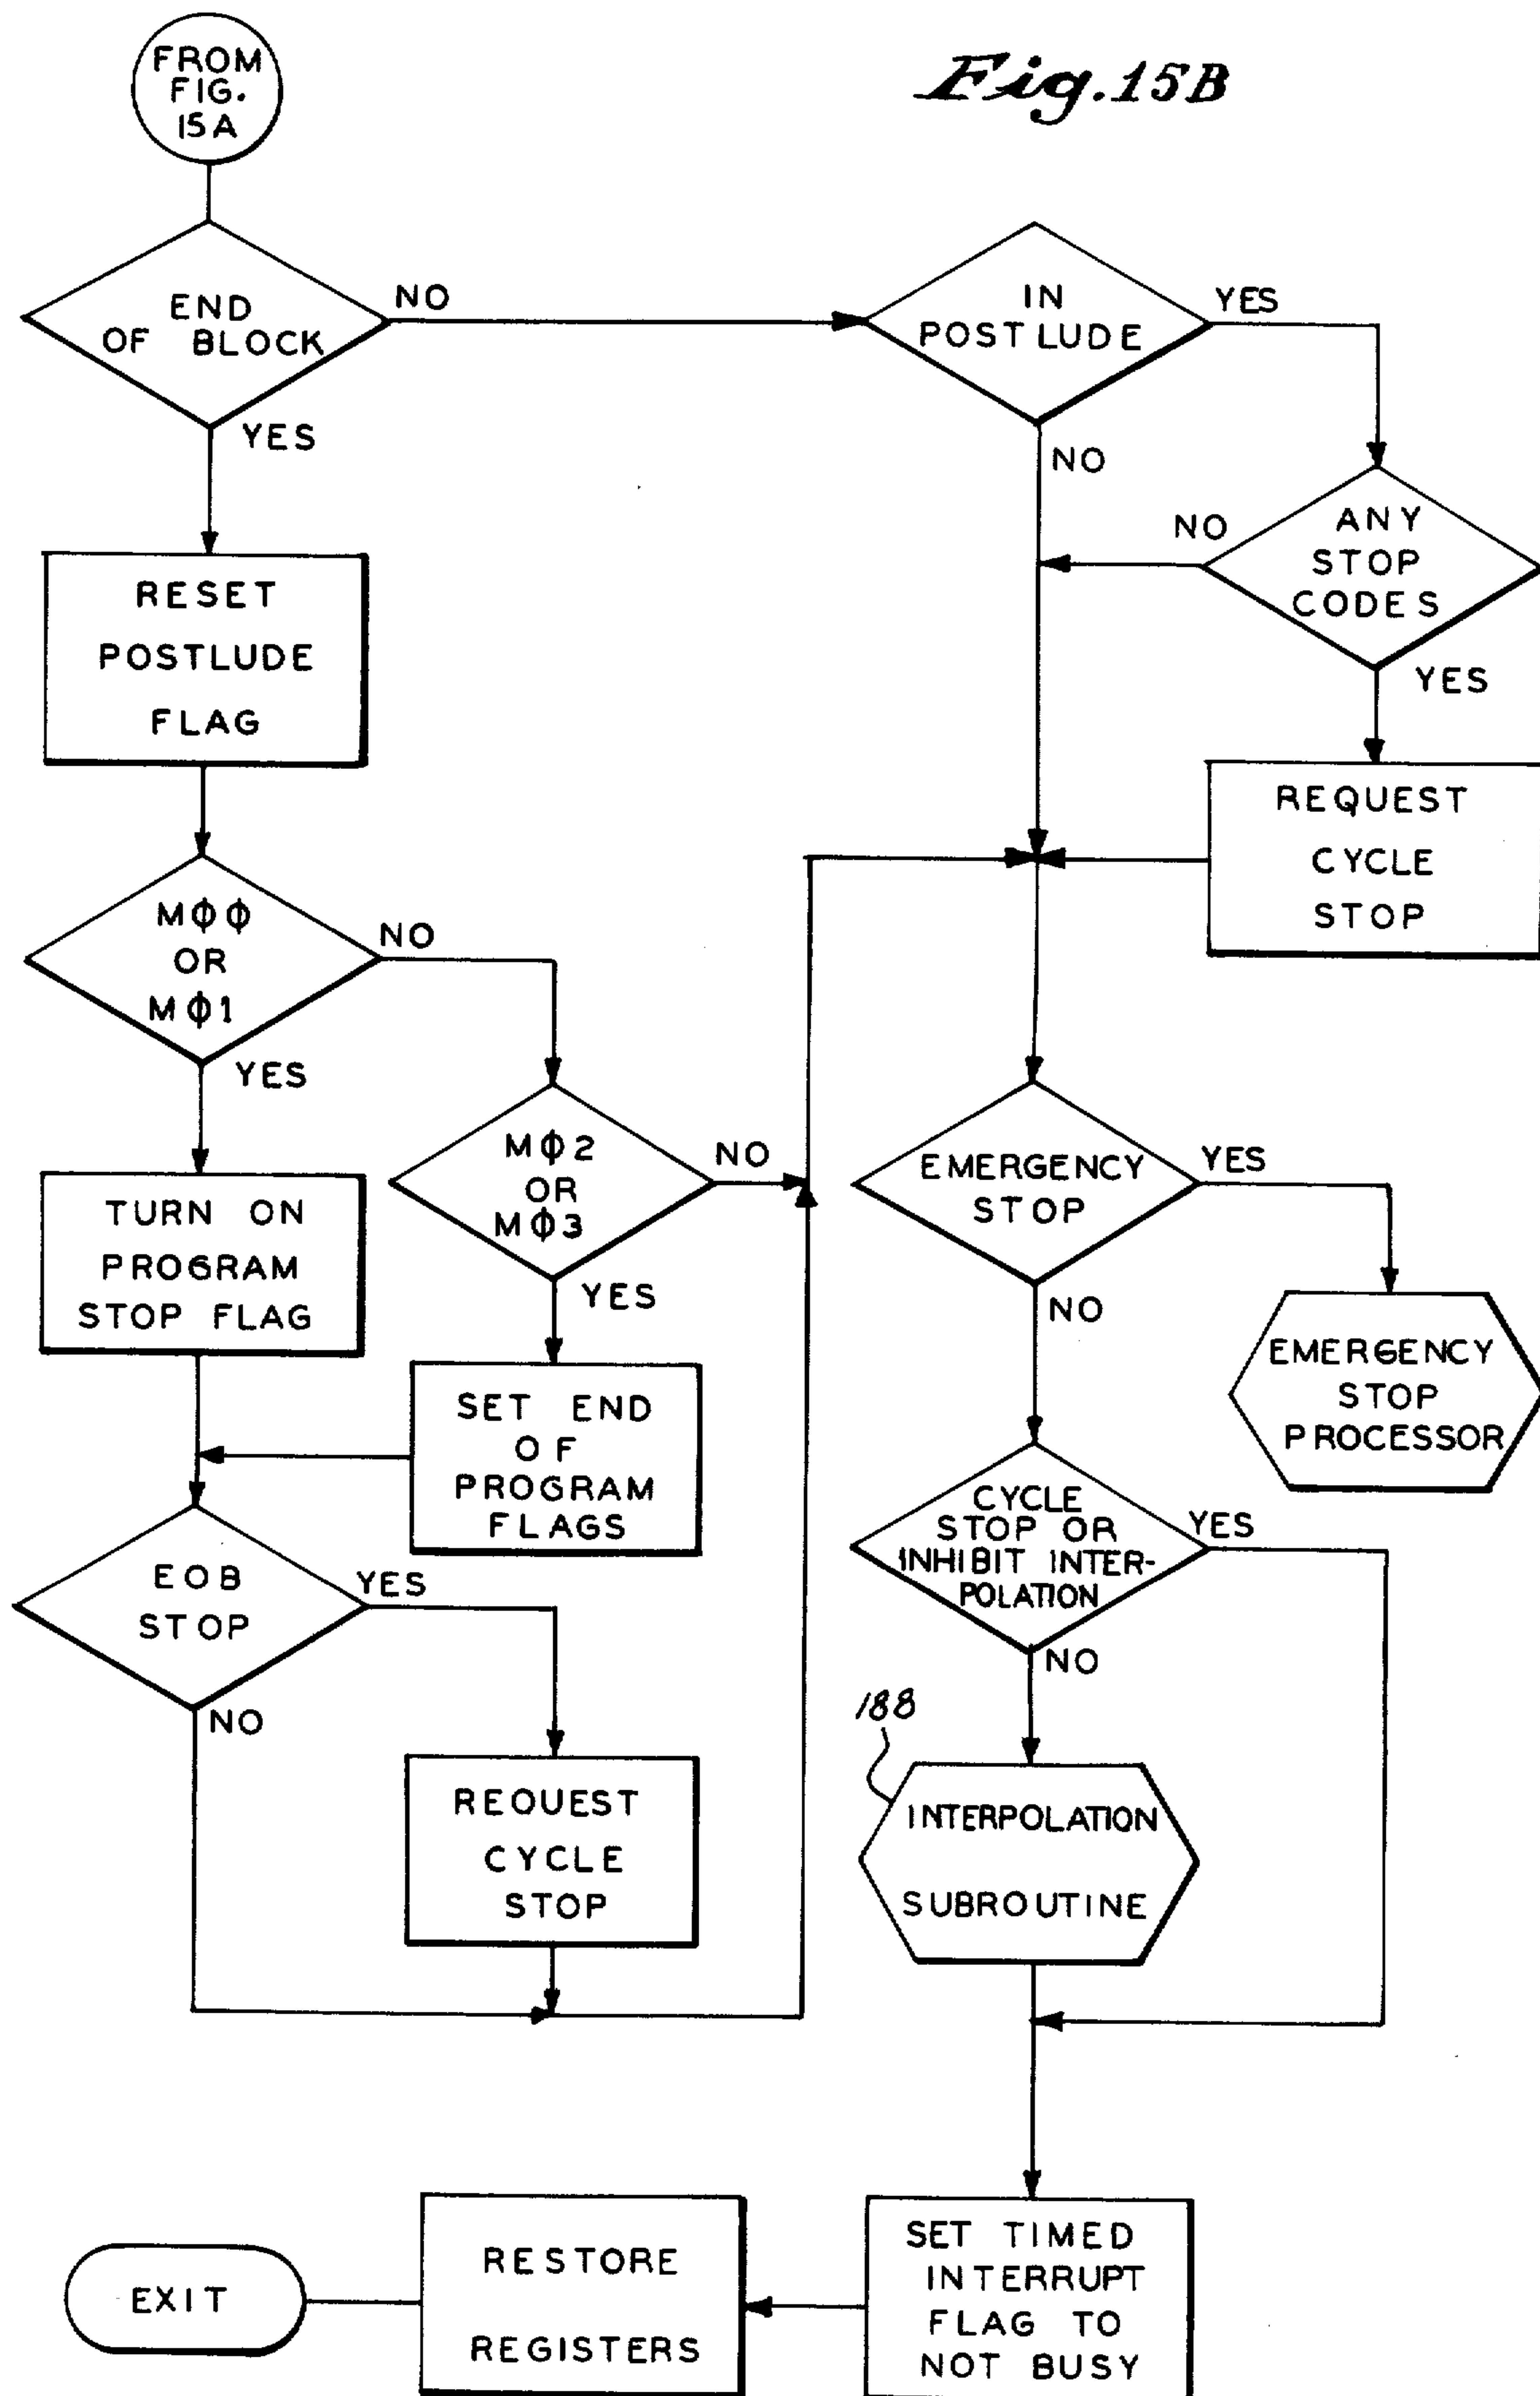 FROM
FIG.
15A
Fig. 15B
END
OF BLOCK
NO
YES
IN
POSTLUDE
YES
NO
ANY
STOP
CODES
NO
YES
RESET
POSTLUDE
FLAG
REQUEST
CYCLE
STOP
MϕΦ
OR
MΦ1
NO
YES
MΦ2
OR
MΦ3
NO
YES
EMERGENCY
STOP
YES
NO
TURN ON
PROGRAM
STOP FLAG
EMERGENCY
STOP
PROCESSOR
SET END
OF
PROGRAM
FLAGS
CYCLE
STOP OR
INHIBIT INTER-
POLATION
YES
NO
EOB
STOP
YES
NO
188
INTERPOLATION
SUBROUTINE
REOUEST
CYCLE
STOP
SET TIMED
INTERRUPT
FLAG TO
NOT BUSY
RESTORE
REGISTERS
EXIT